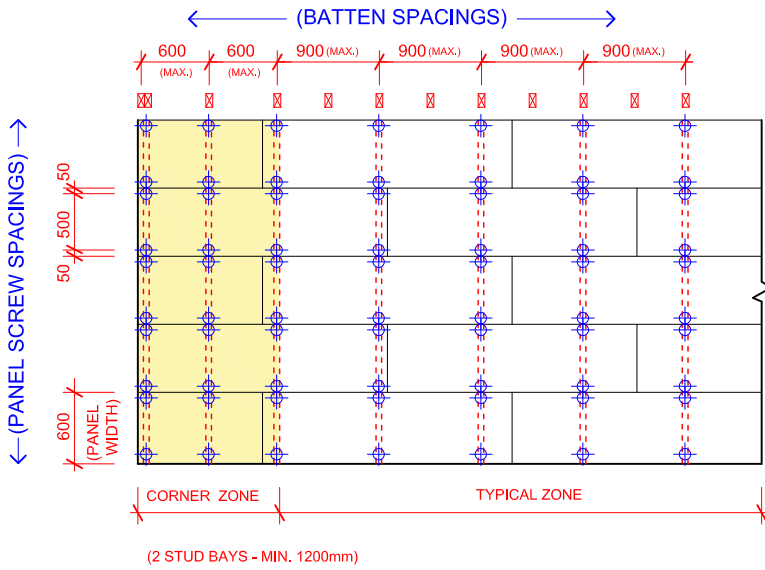 (BATTEN SPACINGS)
600 600 900 (MAX.) 900 (MAX.) 900 (MAX.) 900 (MAX.)
(MAX.) (MAX.)
(PANEL SCREW SPACINGS)
50
500
50
600
(PANEL
WIDTH)
CORNER ZONE TYPICAL ZONE
(2 STUD BAYS - MIN. 1200mm)